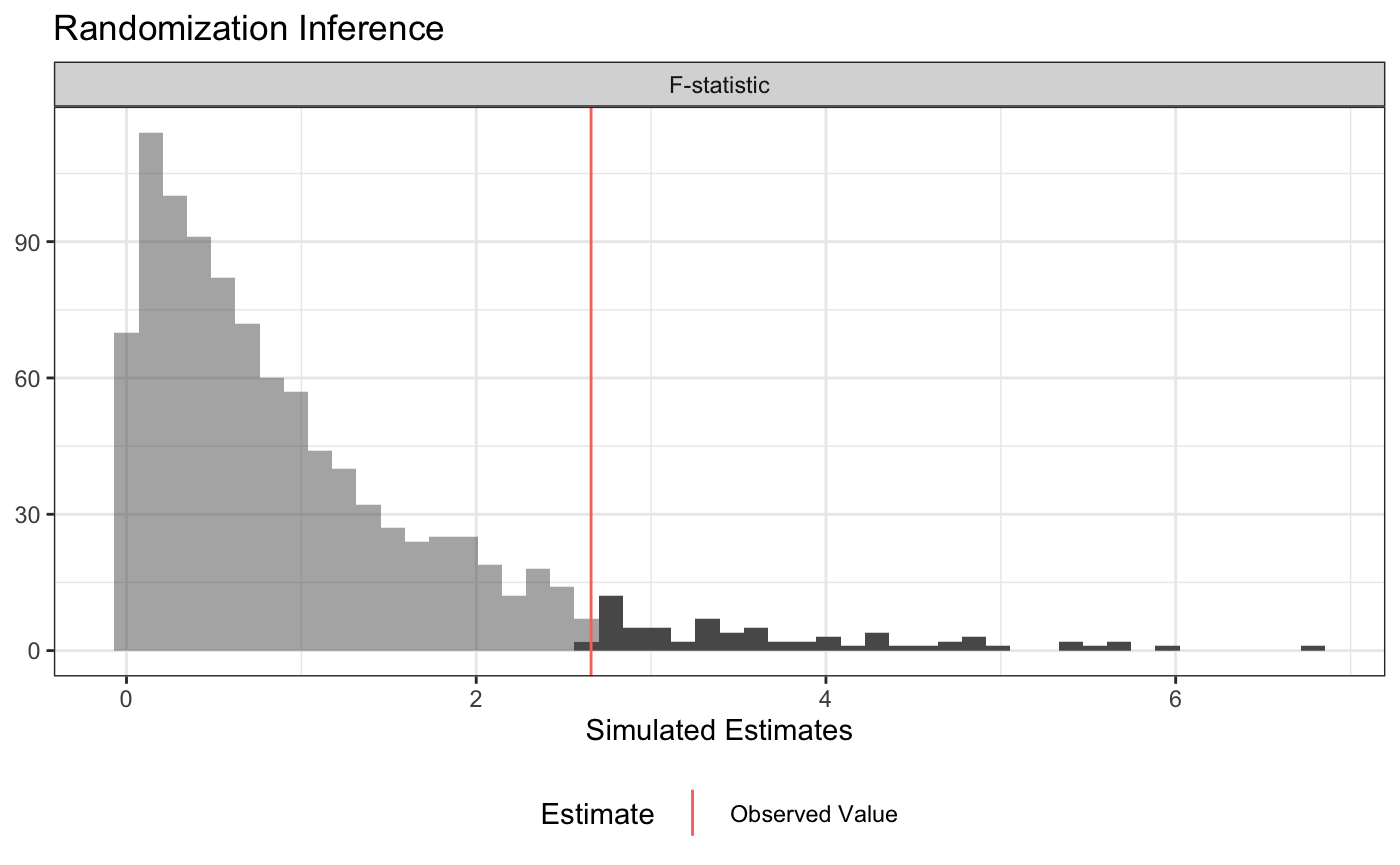 Randomization Inference
F-statistic
90
60
30
0
0 2 4 6
Simulated Estimates
Estimate Observed Value